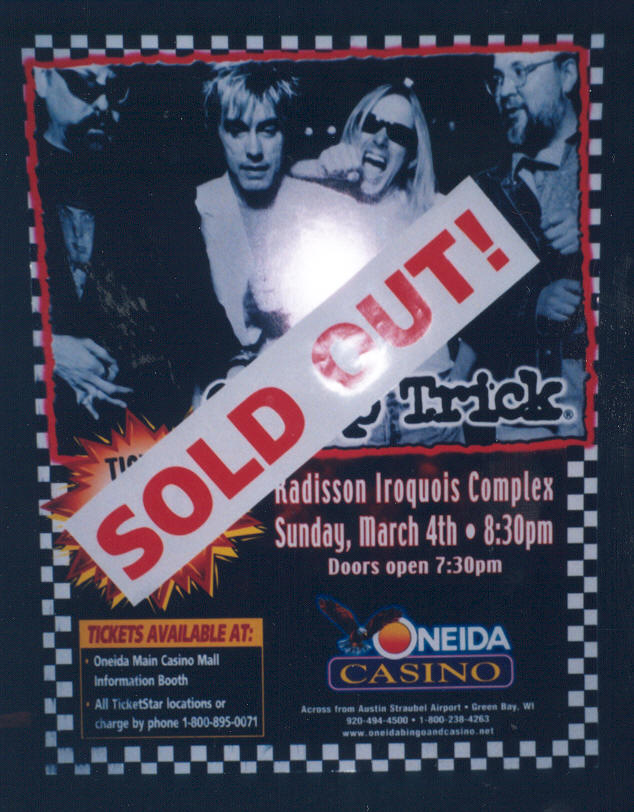 SOLD OUT!
Trick®
Radisson Iroquois Complex
Sunday, March 4th • 8:30pm
Doors open 7:30pm
TICKETS AVAILABLE AT:
• Oneida Main Casino Mall
Information Booth
• All TicketStar locations or
charge by phone 1-800-895-0071
ONEIDA
CASINO
Across from Austin Straubel Airport • Green Bay, WI
920-494-4500 • 1-800-238-4263
www.oneidabingoandcasino.net